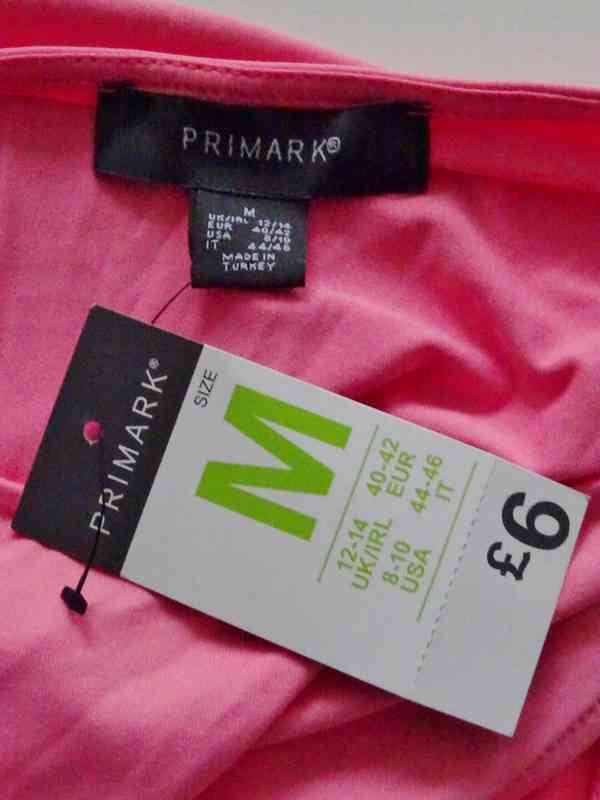 PRIMARK®
M
UK/IRL 12/14
EUR 40/42
USA 8/10
IT 44/46
MADE IN
TURKEY
PRIMARK®
SIZE
M
12-14 40-42
UK/IRL EUR
8-10 44-46
USA IT
£6